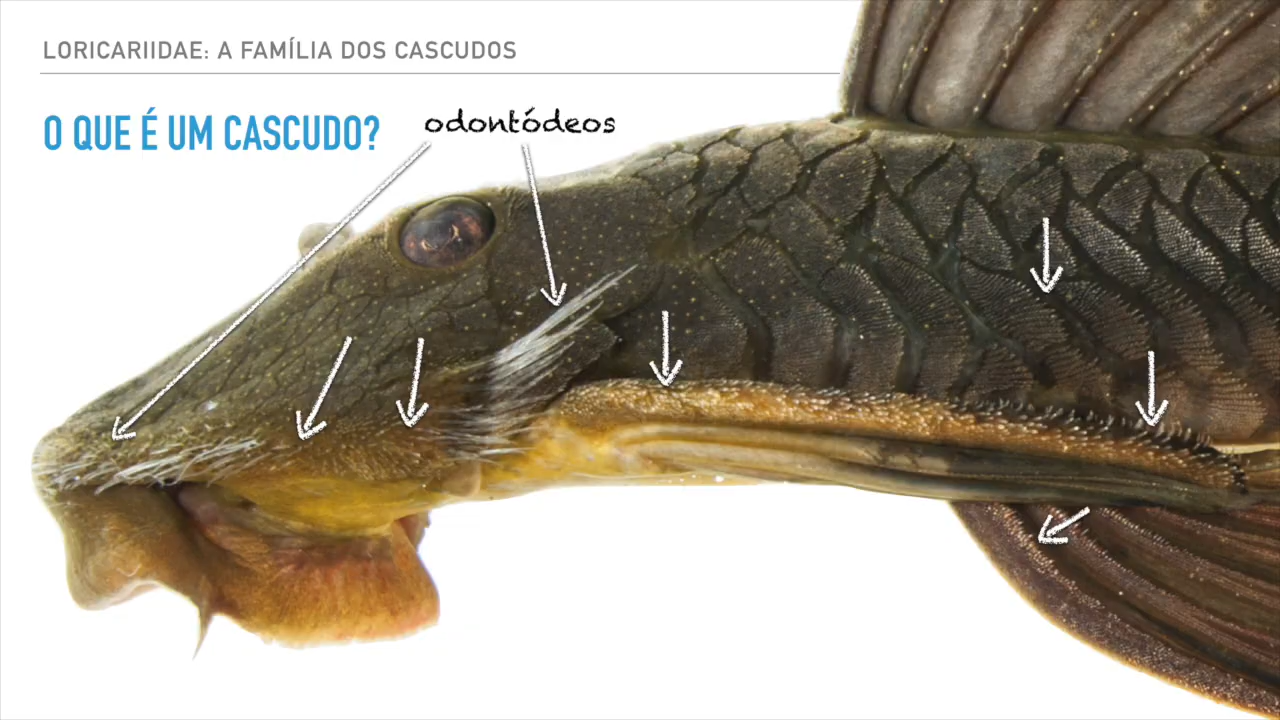 LORICARIIDAE: A FAMÍLIA DOS CASCUDOS
O QUE É UM CASCUDO?
odontódeos